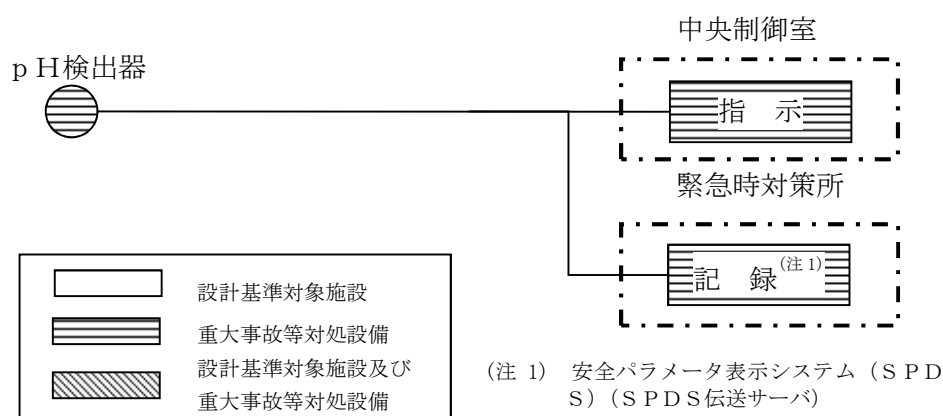 中央制御室
ｐＨ検出器
指　示
緊急時対策所
記　録(注1)
設計基準対象施設
重大事故等対処設備
設計基準対象施設及び
重大事故等対処設備
(注 1)　安全パラメータ表示システム（ＳＰＤ
Ｓ）（ＳＰＤＳ伝送サーバ）